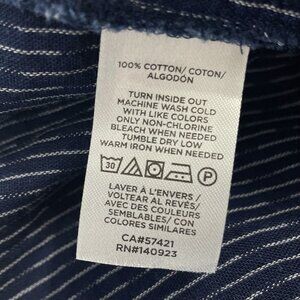 100% COTTON/ COTON/
ALGODÓN
TURN INSIDE OUT
MACHINE WASH COLD
WITH LIKE COLORS
ONLY NON-CHLORINE
BLEACH WHEN NEEDED
TUMBLE DRY LOW
WARM IRON WHEN NEEDED
30 P
LAVER À L'ENVERS /
VOLTEAR AL REVÉS/
AVEC DES COULEURS
SEMBLABLES/ CON
COLORES SIMILARES
CA#57421
RN#140923